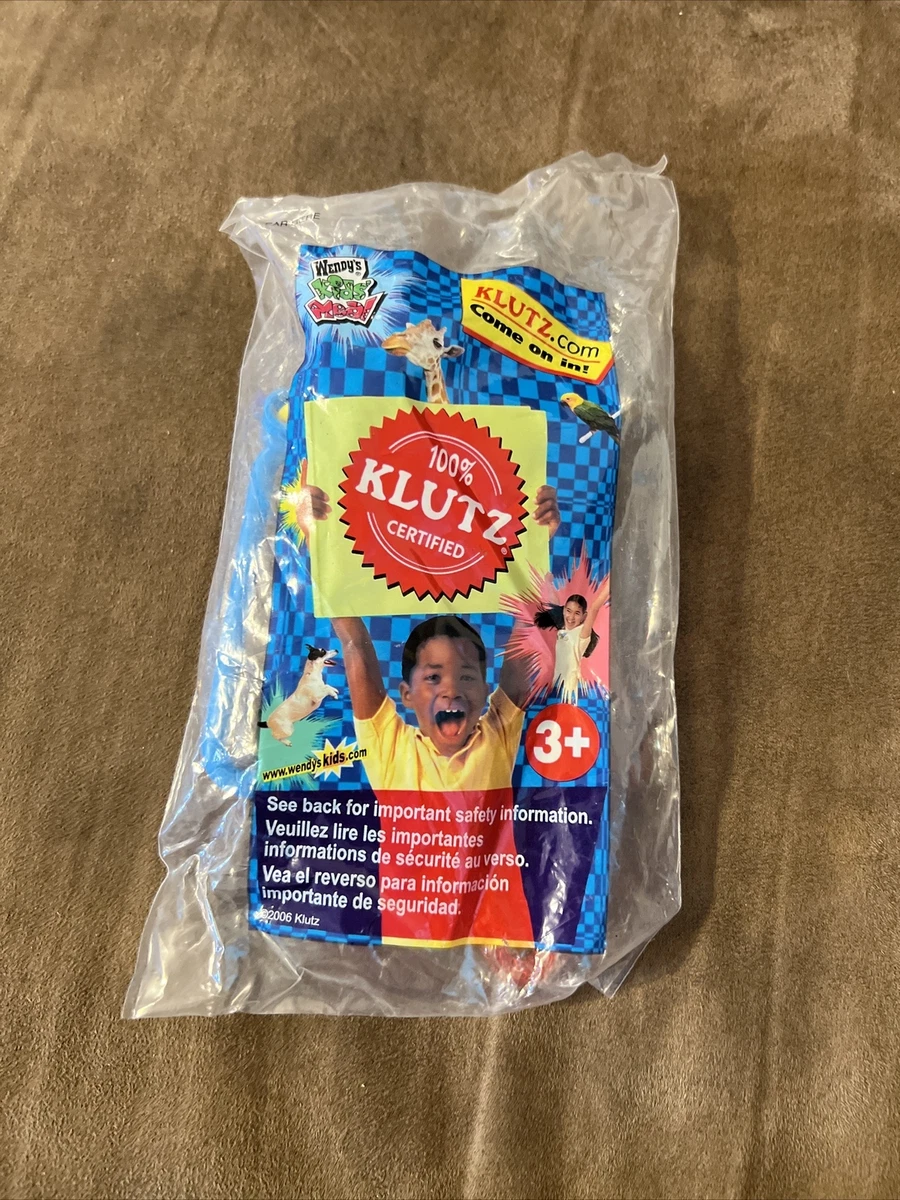 WENDY'S
Kids'
Meal!
KLUTZ.com
Come on in!
100%
KLUTZ
CERTIFIED
3+
www.wendyskids.com
See back for important safety information.
Veuillez lire les importantes
informations de sécurité au verso.
Vea el reverso para información
importante de seguridad.
©2006 Klutz